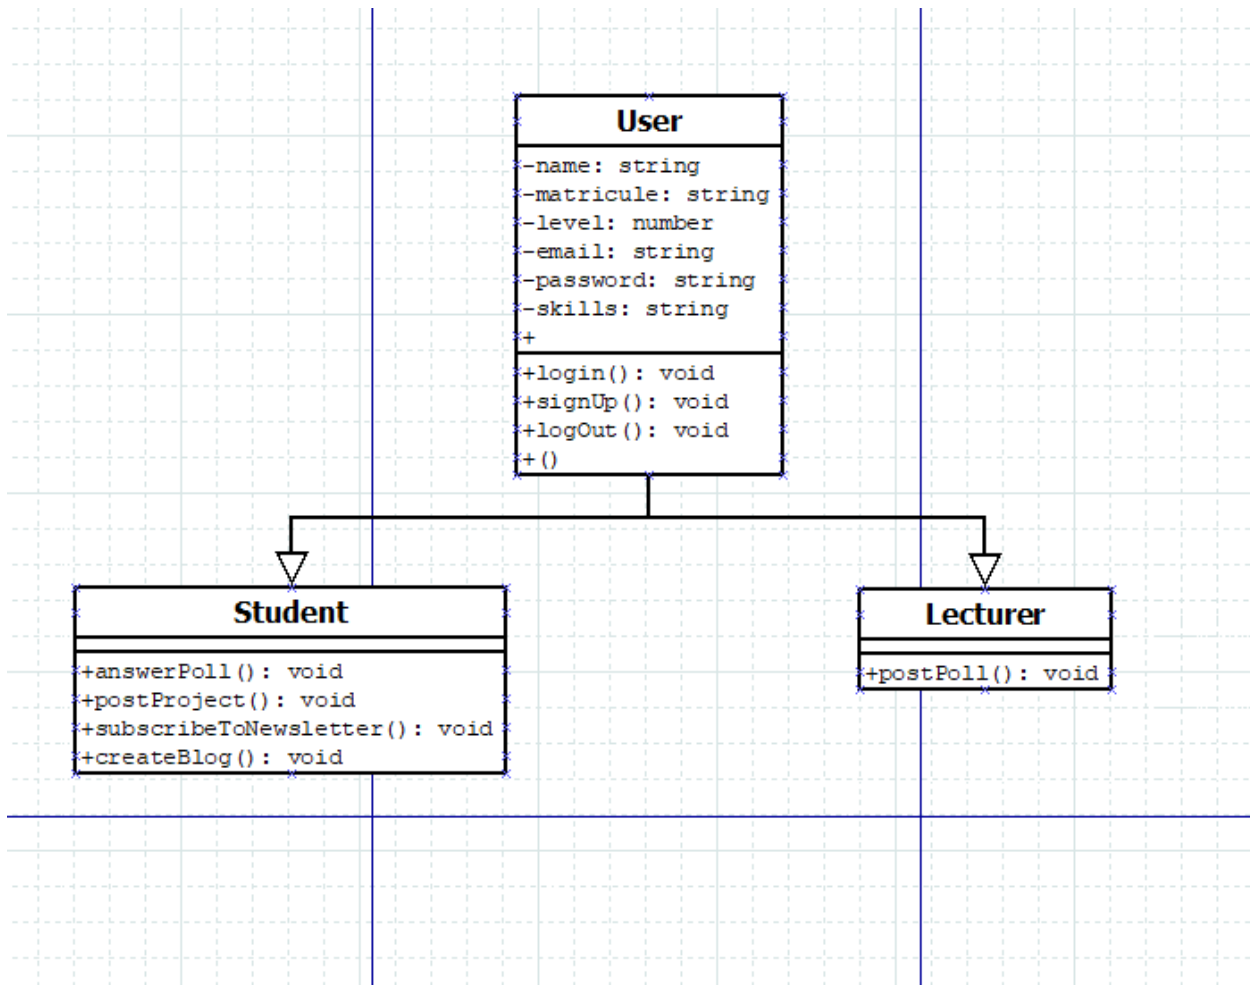 User
-name: string
-matricule: string
-level: number
-email: string
-password: string
-skills: string
+
+login(): void
+signUp(): void
+logOut(): void
+()
Student
+answerPoll(): void
+postProject(): void
+subscribeToNewsletter(): void
+createBlog(): void
Lecturer
+postPoll(): void